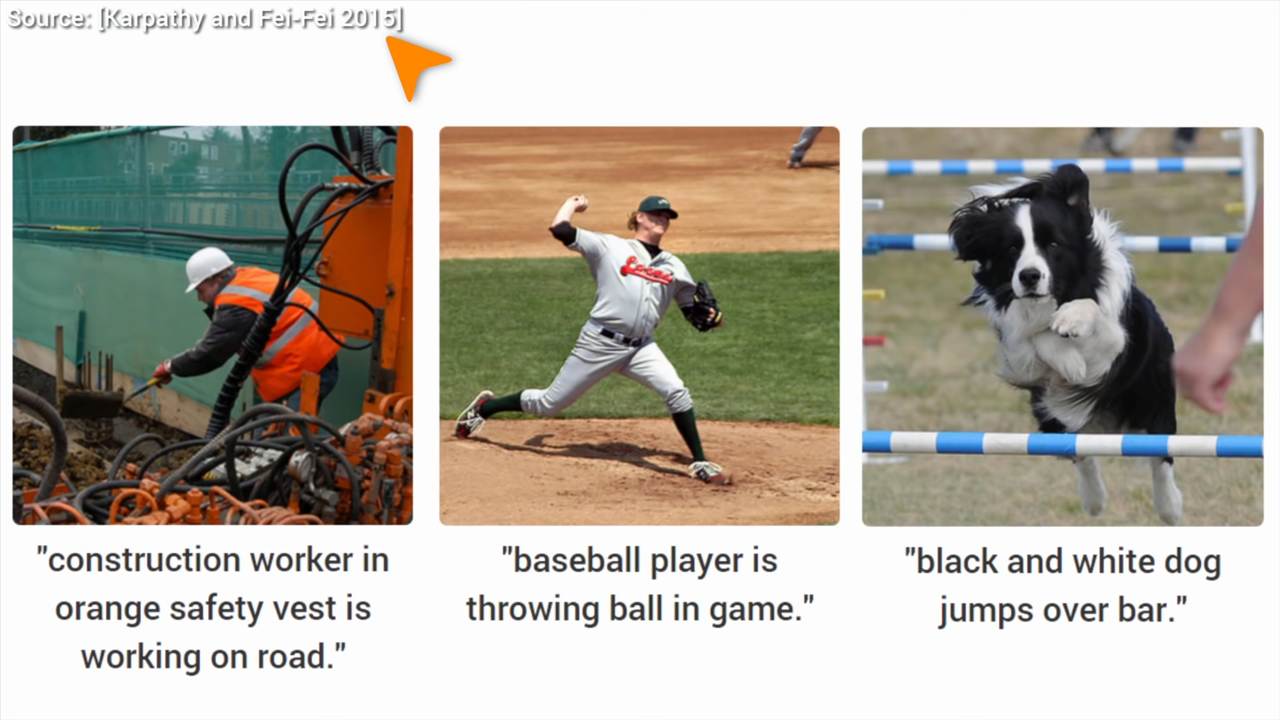 Source: [Karpathy and Fei-Fei 2015]
"construction worker in
orange safety vest is
working on road."
"baseball player is
throwing ball in game."
"black and white dog
jumps over bar."